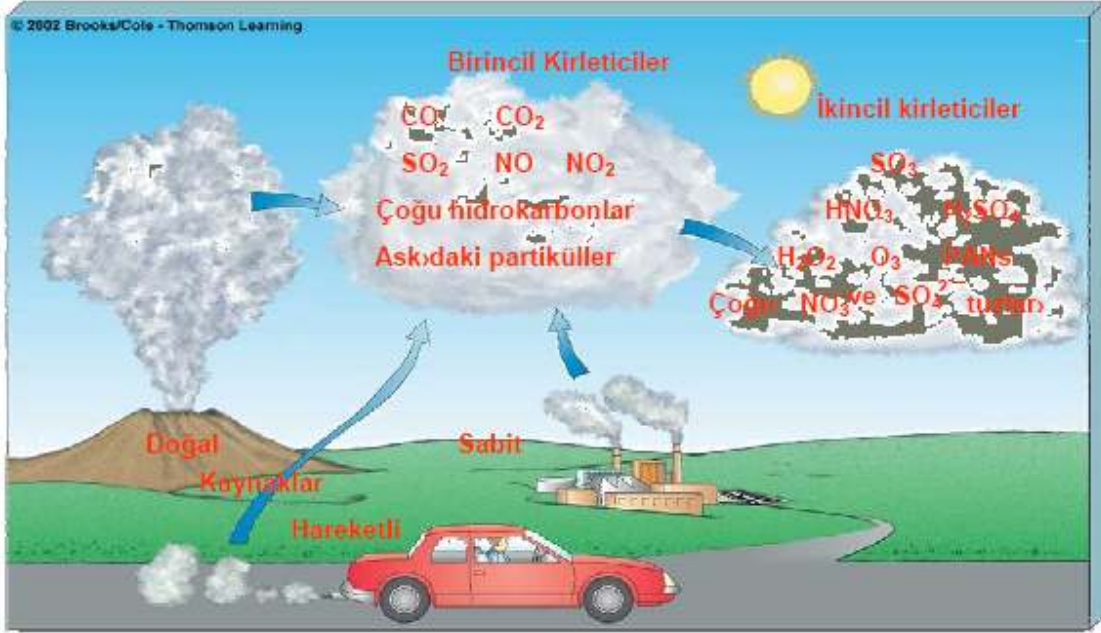 © 2002 Brooks/Cole - Thomson Learning
Birincil Kirleticiler
CO CO₂
SO₂ NO NO₂
Çoğu hidrokarbonlar
Askıdaki partiküller
İkincil kirleticiler
SO₃
HNO₃ H₂SO₄
H₂O₂ O₃ PANs
Çoğu NO₃⁻ ve SO₄²⁻ tuzları
Doğal
Kaynaklar
Sabit
Hareketli